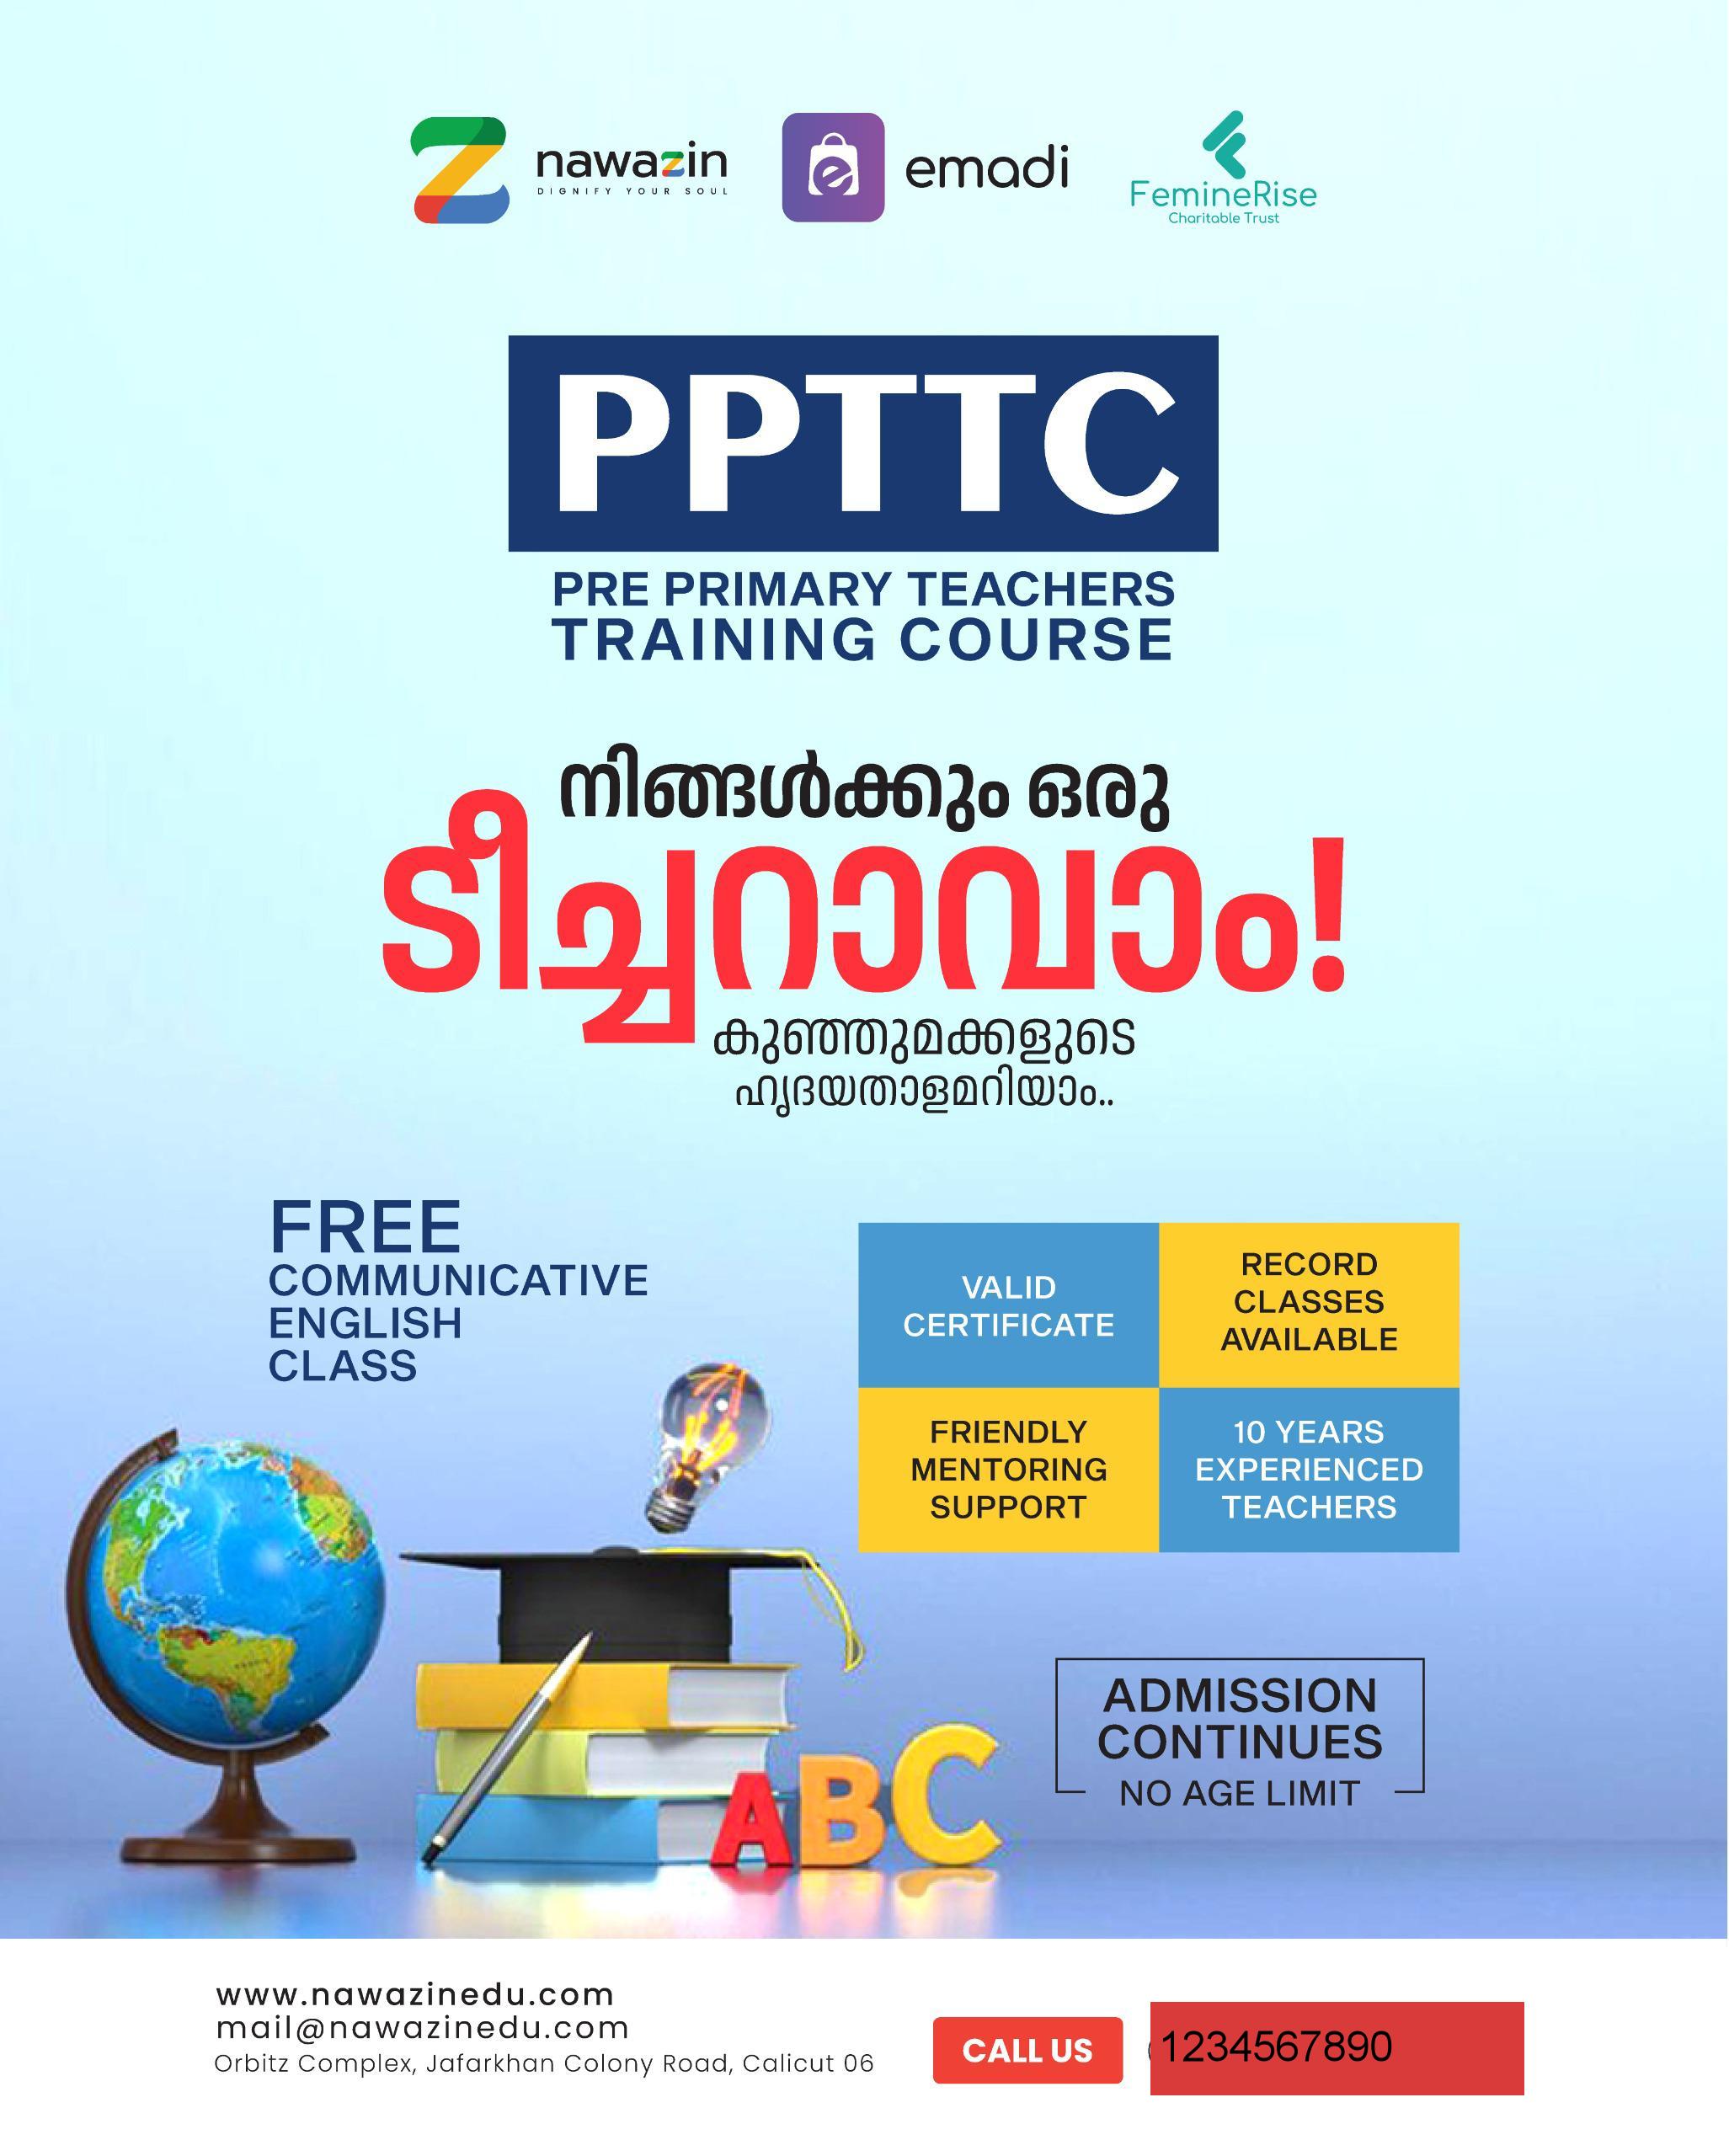 nawazin
DIGNIFY YOUR SOUL
emadi
FemineRise
Charitable Trust
PPTTC
PRE PRIMARY TEACHERS
TRAINING COURSE
നിങ്ങൾക്കും ഒരു
ടീച്ചറാവാം!
കുഞ്ഞുമക്കളുടെ
ഹൃദയതാളമറിയാം..
FREE
COMMUNICATIVE
ENGLISH
CLASS
VALID
CERTIFICATE
RECORD
CLASSES
AVAILABLE
FRIENDLY
MENTORING
SUPPORT
10 YEARS
EXPERIENCED
TEACHERS
ABC
ADMISSION
CONTINUES
NO AGE LIMIT
www.nawazinedu.com
mail@nawazinedu.com
Orbitz Complex, Jafarkhan Colony Road, Calicut 06
CALL US
1234567890